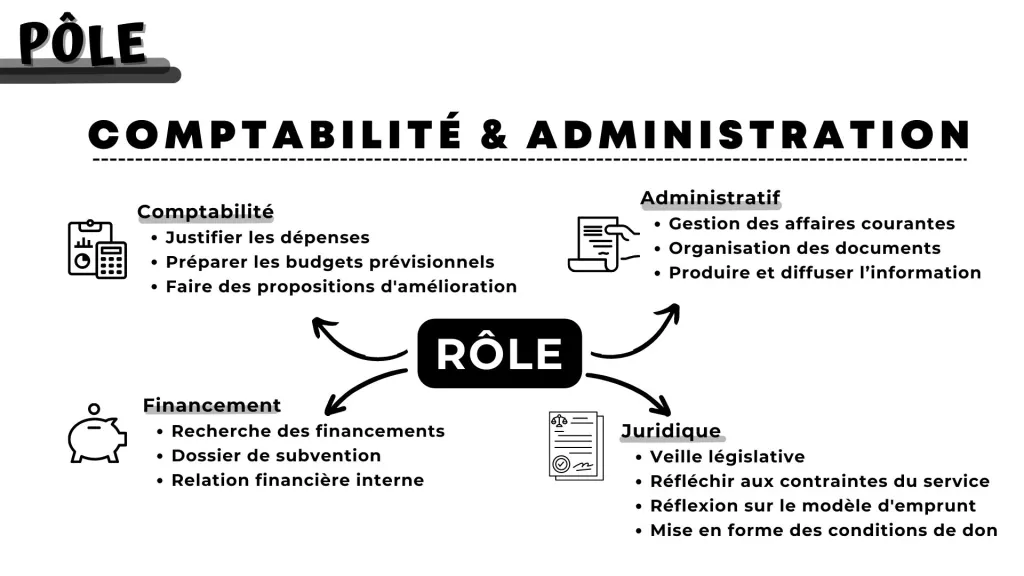 PÔLE
COMPTABILITÉ & ADMINISTRATION
Comptabilité
• Justifier les dépenses
• Préparer les budgets prévisionnels
• Faire des propositions d'amélioration
Administratif
• Gestion des affaires courantes
• Organisation des documents
• Produire et diffuser l’information
RÔLE
Financement
• Recherche des financements
• Dossier de subvention
• Relation financière interne
Juridique
• Veille législative
• Réfléchir aux contraintes du service
• Réflexion sur le modèle d'emprunt
• Mise en forme des conditions de don